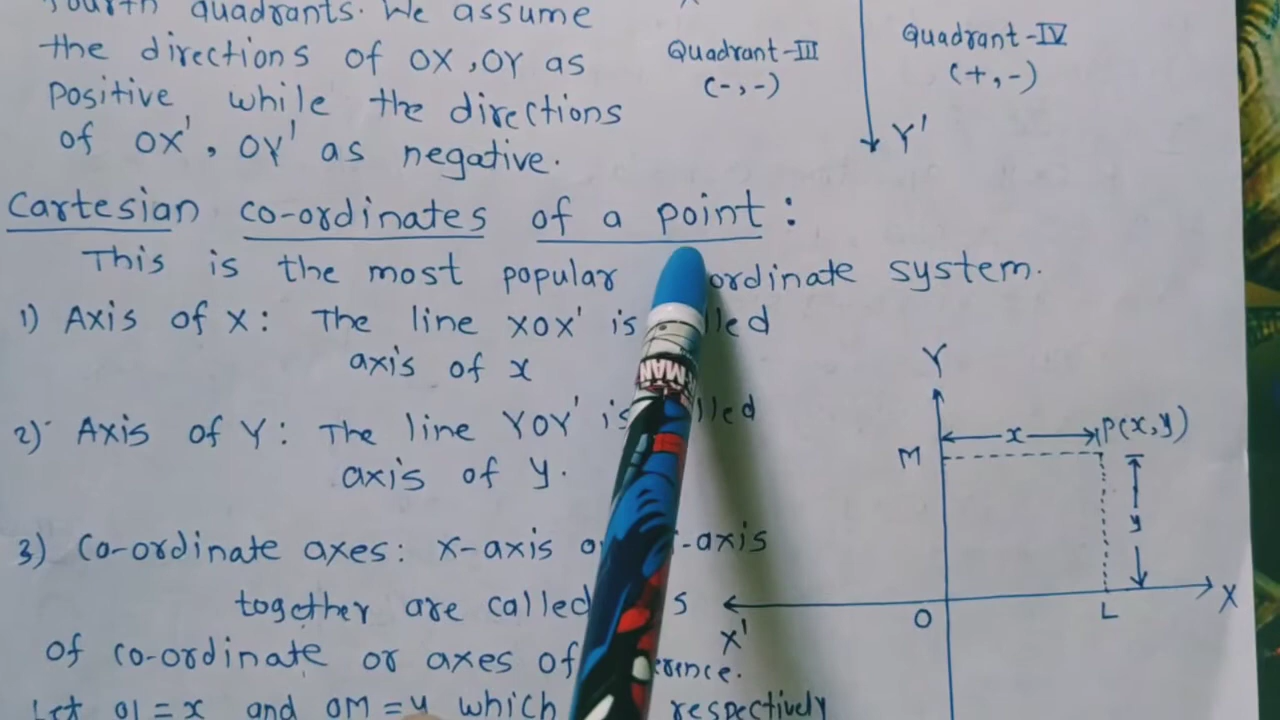 fourth quadrants. We assume
the directions of OX, OY as
positive while the directions
of OX', OY' as negative.
Quadrant-III
(-,-)
Quadrant-IV
(+,-)
Y'
Cartesian co-ordinates of a point:
This is the most popular ordinate system.
1) Axis of X: The line XOX' is
axis of x
2) Axis of Y: The line YOY' is
axis of y.
3) Co-ordinate axes: x-axis -axis
together are called s
of co-ordinate or axes of
Let OL=x and OM=y which respectively
Y
M
x
P(x,y)
y
X'
O
L
X
MAN